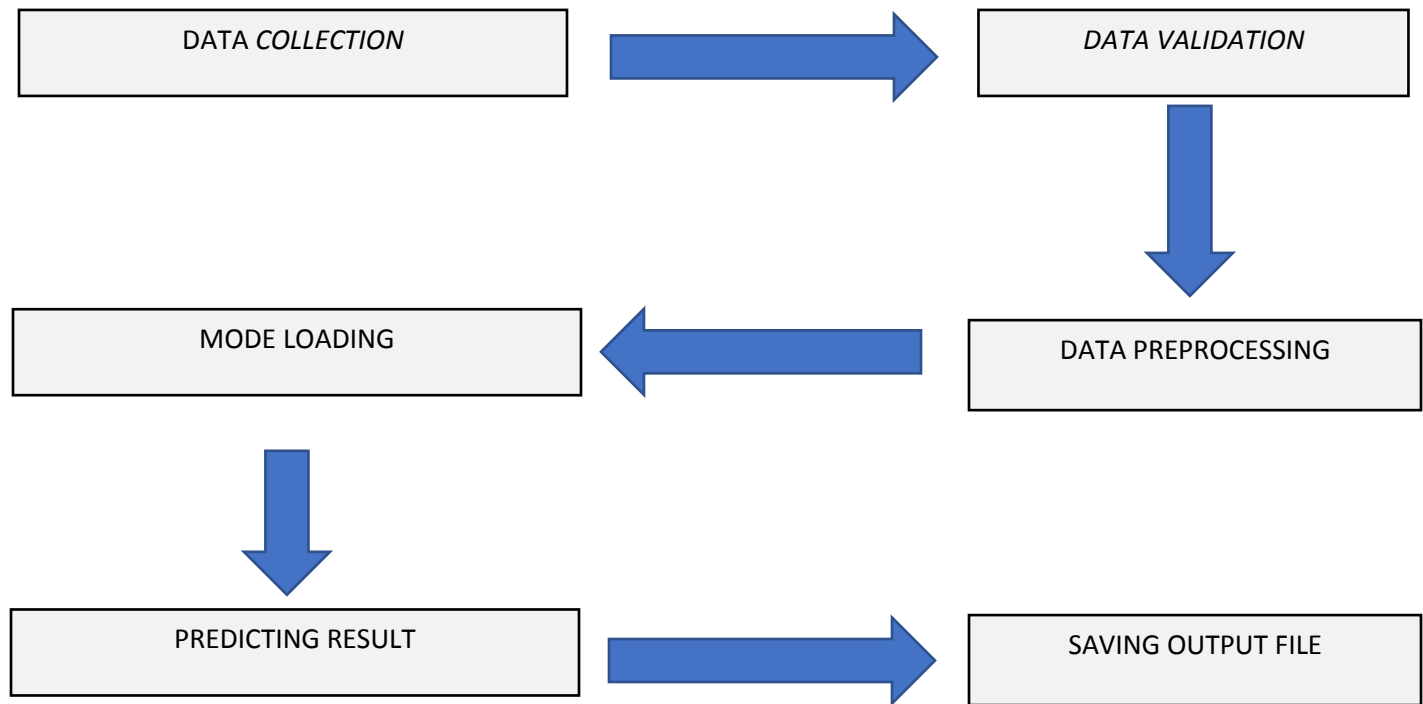 DATA COLLECTION
DATA VALIDATION
MODE LOADING
DATA PREPROCESSING
PREDICTING RESULT
SAVING OUTPUT FILE